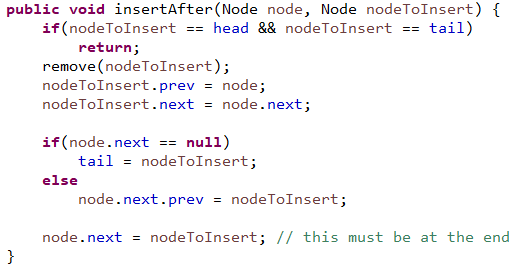 public void insertAfter(Node node, Node nodeToInsert) {
    if(nodeToInsert == head && nodeToInsert == tail)
        return;
    remove(nodeToInsert);
    nodeToInsert.prev = node;
    nodeToInsert.next = node.next;

    if(node.next == null)
        tail = nodeToInsert;
    else
        node.next.prev = nodeToInsert;

    node.next = nodeToInsert; // this must be at the end
}